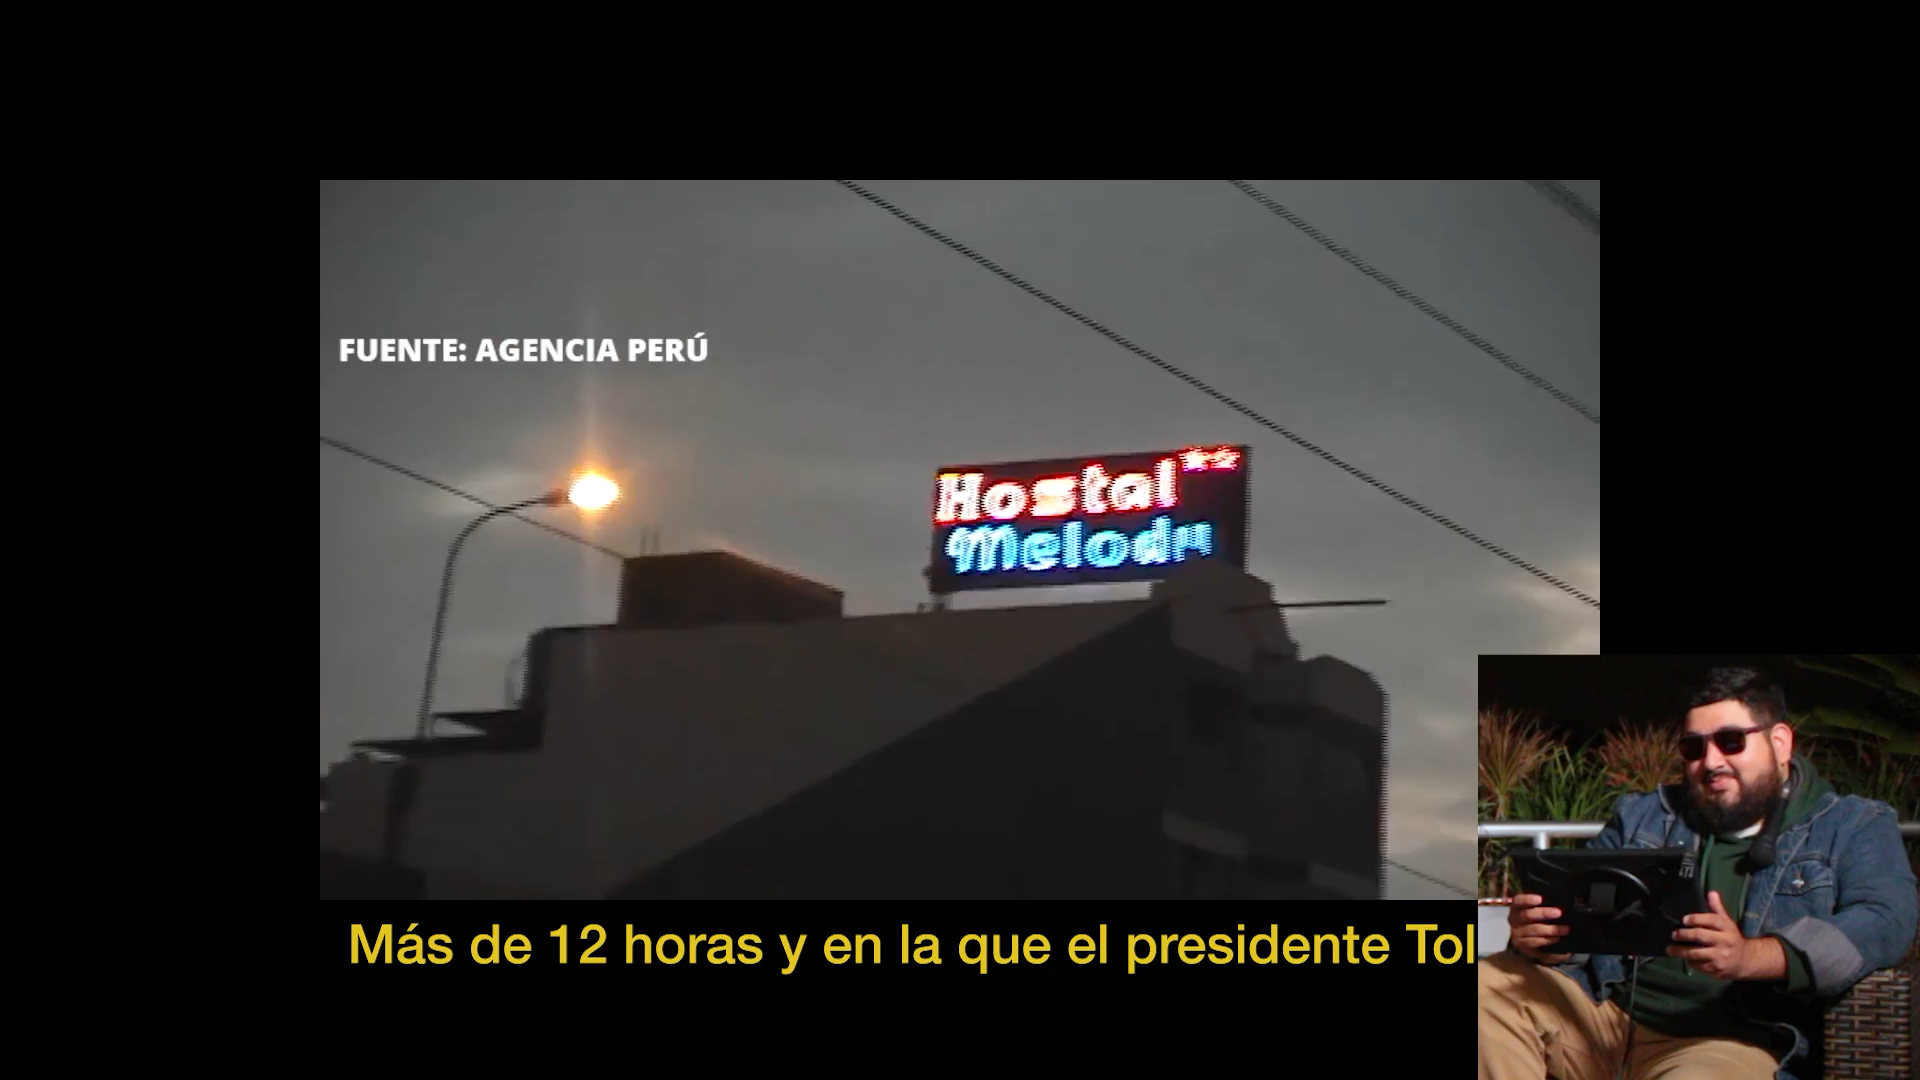 FUENTE: AGENCIA PERÚ
Hostal
Melody
Más de 12 horas y en la que el presidente Tol